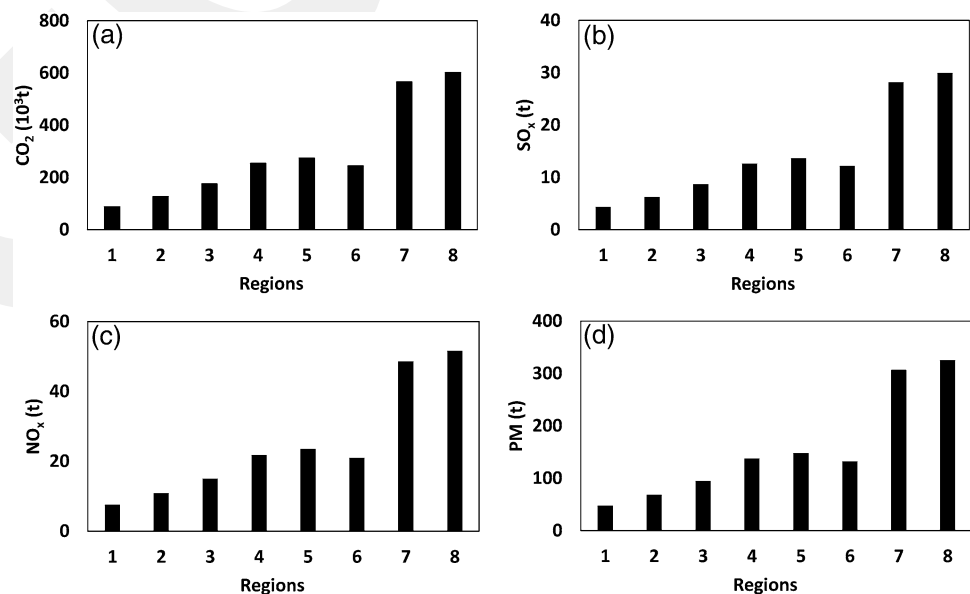 (a)
CO₂ (10³t)
800
600
400
200
0
1 2 3 4 5 6 7 8
Regions
(b)
SOₓ (t)
40
30
20
10
0
1 2 3 4 5 6 7 8
Regions
(c)
NOₓ (t)
60
40
20
0
1 2 3 4 5 6 7 8
Regions
(d)
PM (t)
400
300
200
100
0
1 2 3 4 5 6 7 8
Regions